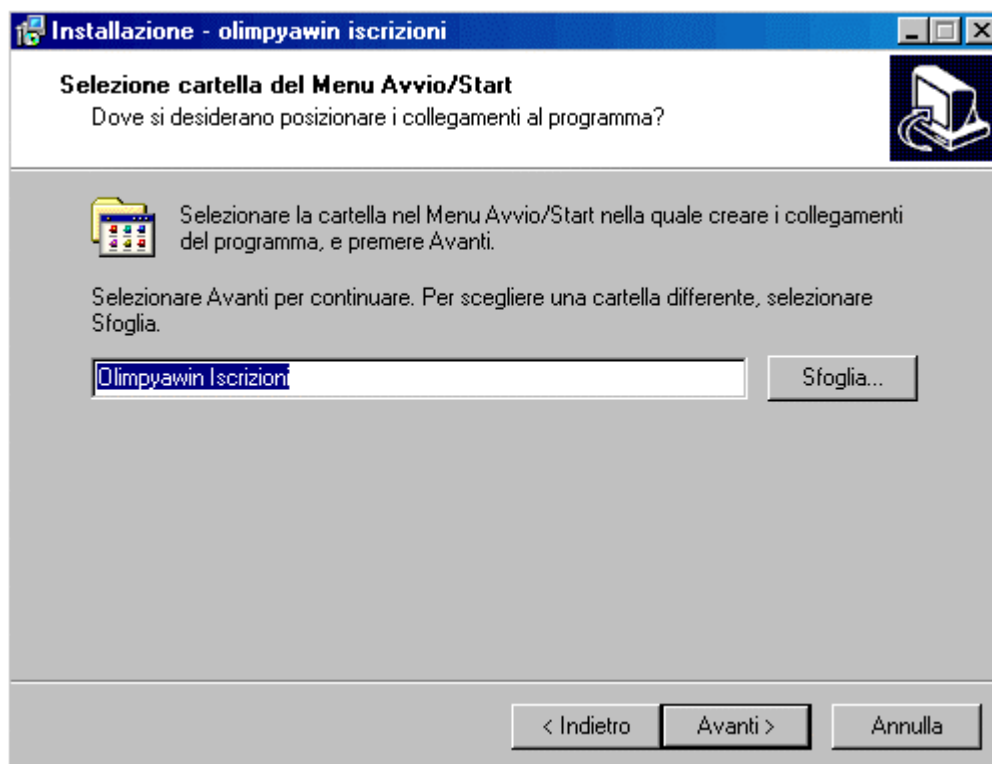 Installazione - olimpyawin iscrizioni
Selezione cartella del Menu Avvio/Start
Dove si desiderano posizionare i collegamenti al programma?
Selezionare la cartella nel Menu Avvio/Start nella quale creare i collegamenti
del programma, e premere Avanti.
Selezionare Avanti per continuare. Per scegliere una cartella differente, selezionare
Sfoglia.
Olimpyawin Iscrizioni
Sfoglia...
< Indietro
Avanti >
Annulla